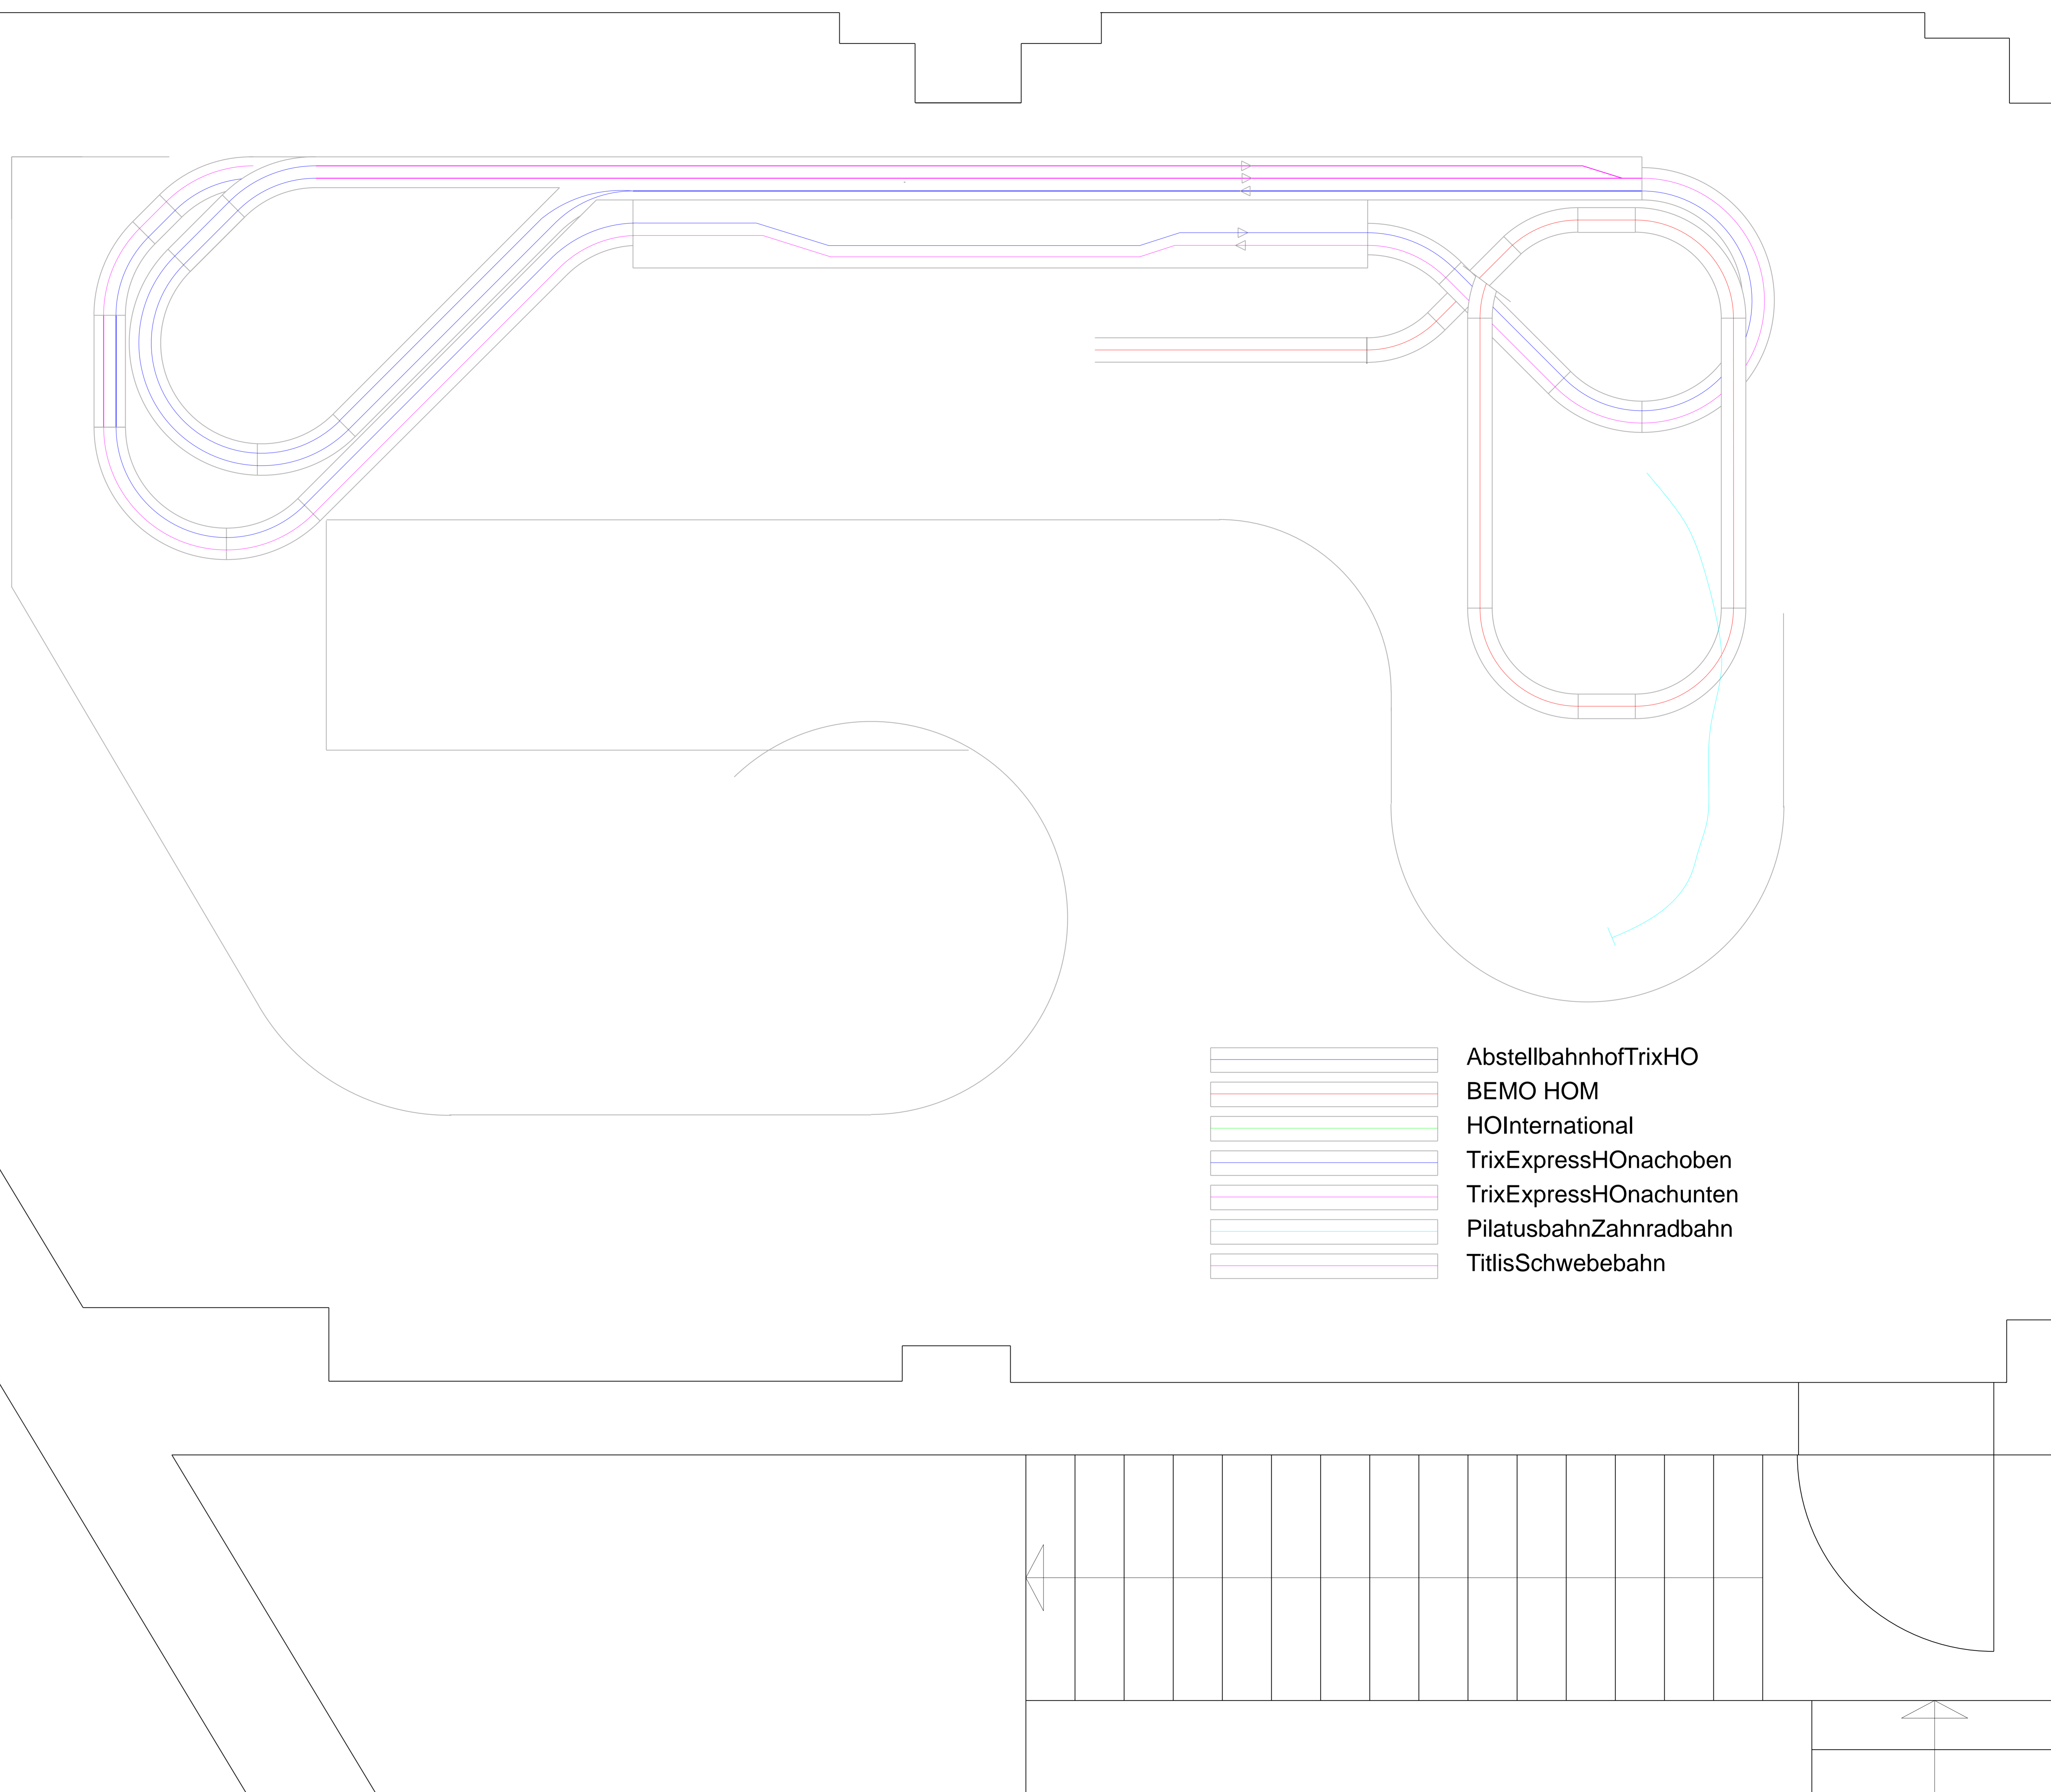 AbstellbahnhofTrixHO
BEMO HOM
HOInternational
TrixExpressHOnachoben
TrixExpressHOnachunten
PilatusbahnZahnradbahn
TitlisSchwebebahn